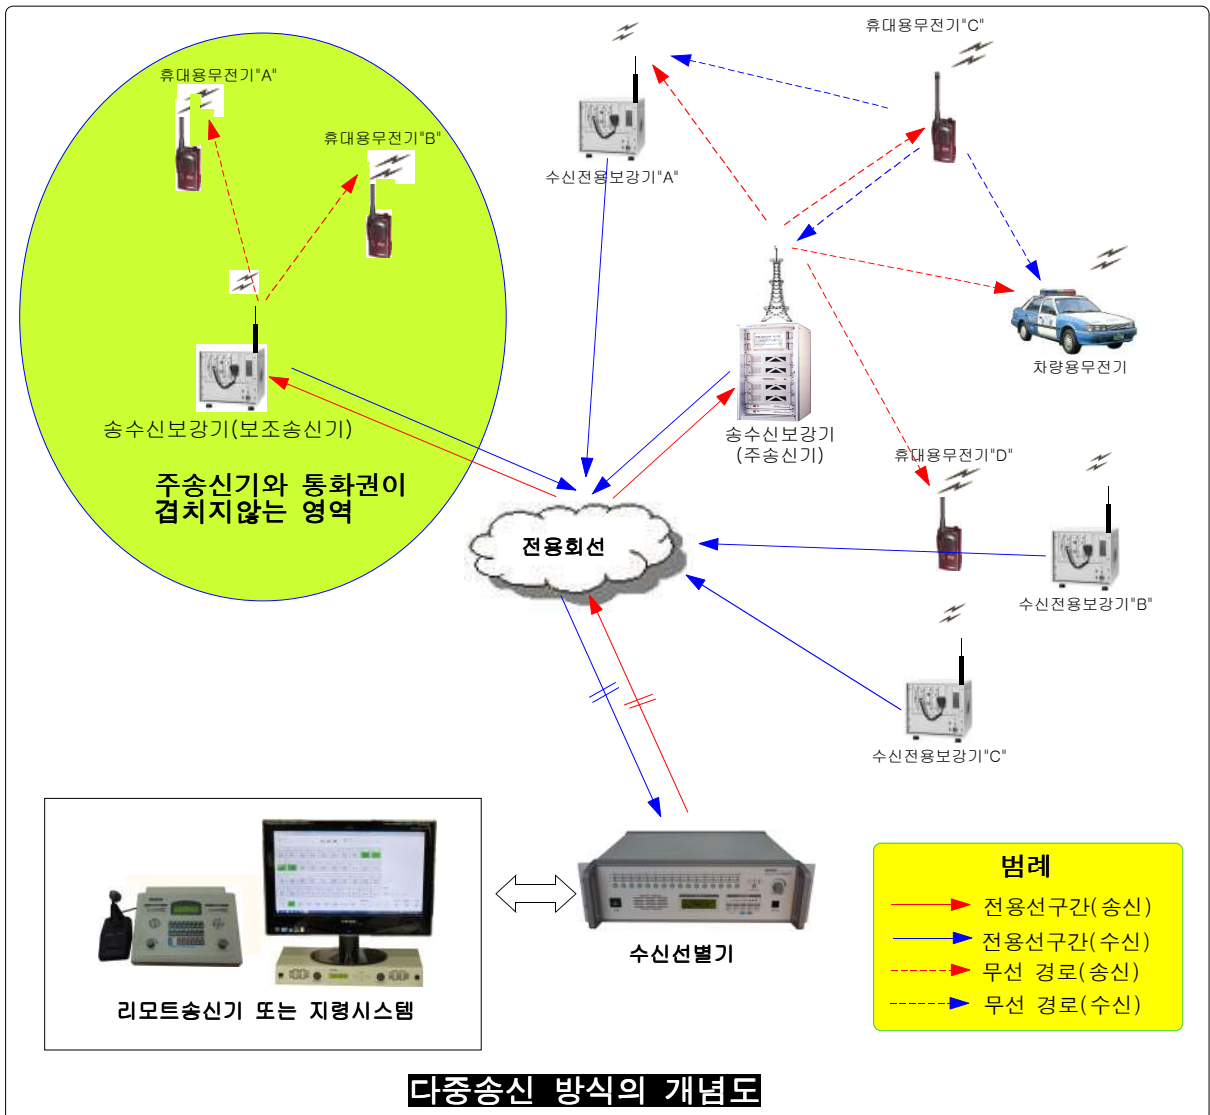 휴대용무전기"C"
휴대용무전기"A"
휴대용무전기"B"
수신전용보강기"A"
차량용무전기
송수신보강기(보조송신기)
송수신보강기
(주송신기)
휴대용무전기"D"
주송신기와 통화권이
겹치지않는 영역
전용회선
수신전용보강기"B"
수신전용보강기"C"
범례
전용선구간(송신)
전용선구간(수신)
무선 경로(송신)
무선 경로(수신)
수신선별기
리모트송신기 또는 지령시스템
다중송신 방식의 개념도